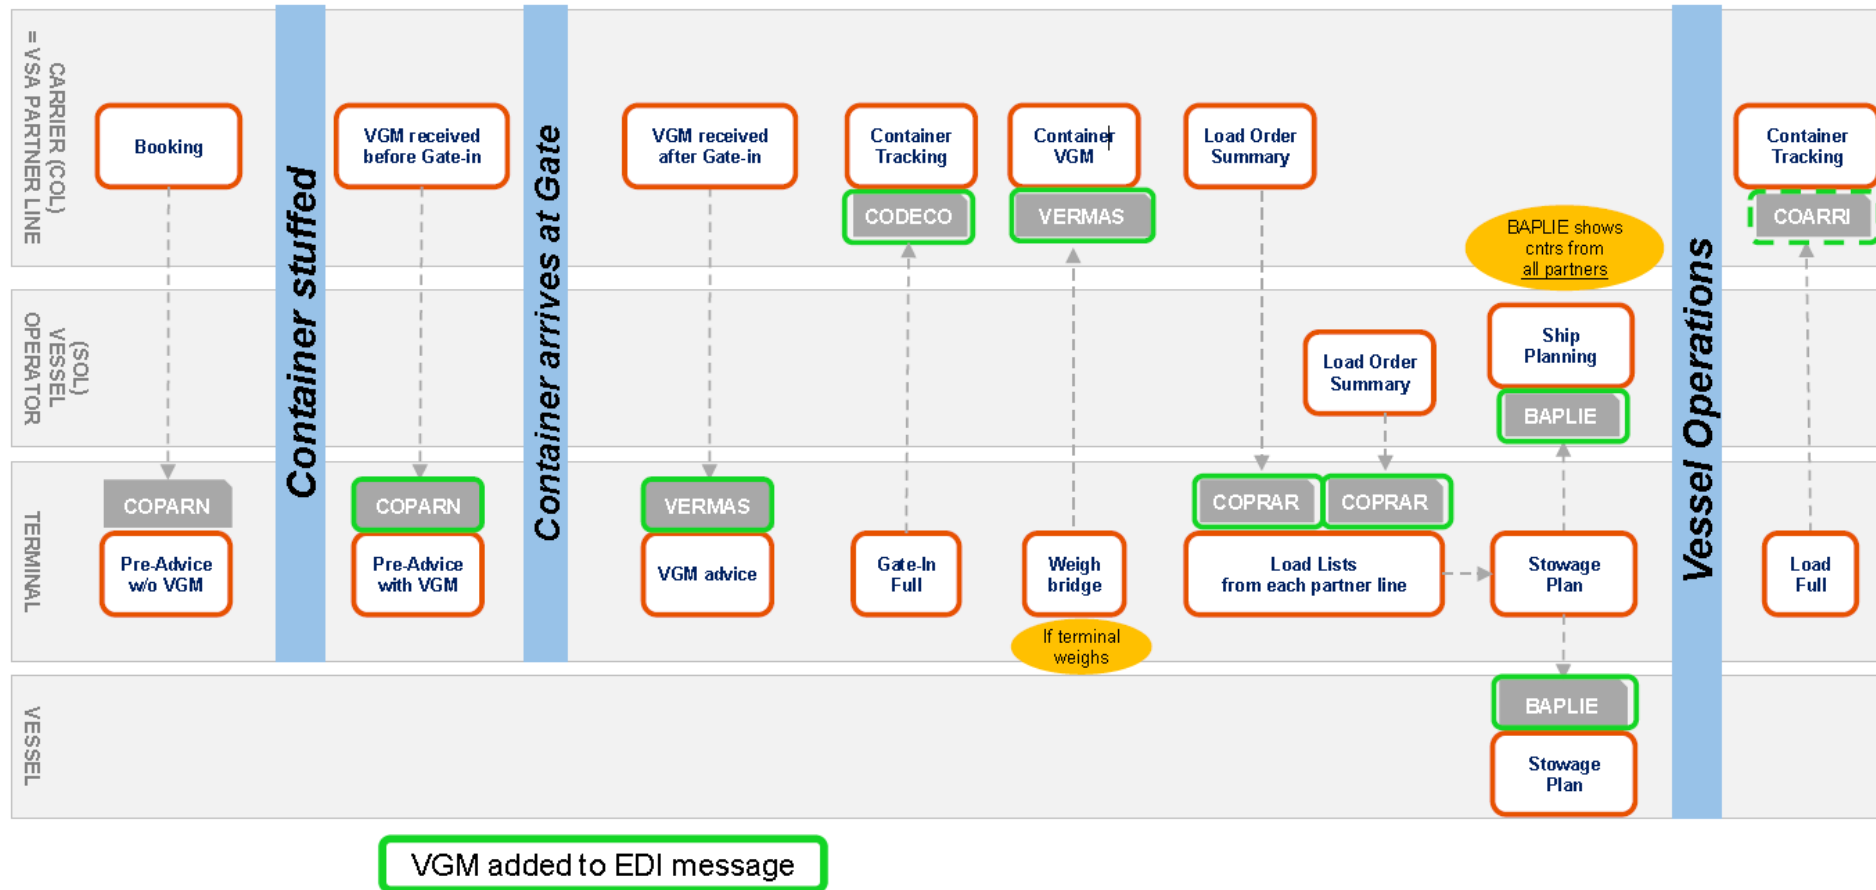 CARRIER (COL)
= VSA PARTNER LINE
Booking
Container stuffed
VGM received
before Gate-in
Container arrives at Gate
VGM received
after Gate-in
Container
Tracking
CODECO
Container
VGM
VERMAS
Load Order
Summary
BAPLIE shows
cntrs from
all partners
Vessel Operations
Container
Tracking
COARRI
(SOL)
VESSEL
OPERATOR
Load Order
Summary
Ship
Planning
BAPLIE
TERMINAL
COPARN
Pre-Advice
w/o VGM
COPARN
Pre-Advice
with VGM
VERMAS
VGM advice
Gate-In
Full
Weigh
bridge
If terminal
weighs
COPRAR
COPRAR
Load Lists
from each partner line
Stowage
Plan
Load
Full
VESSEL
BAPLIE
Stowage
Plan
VGM added to EDI message